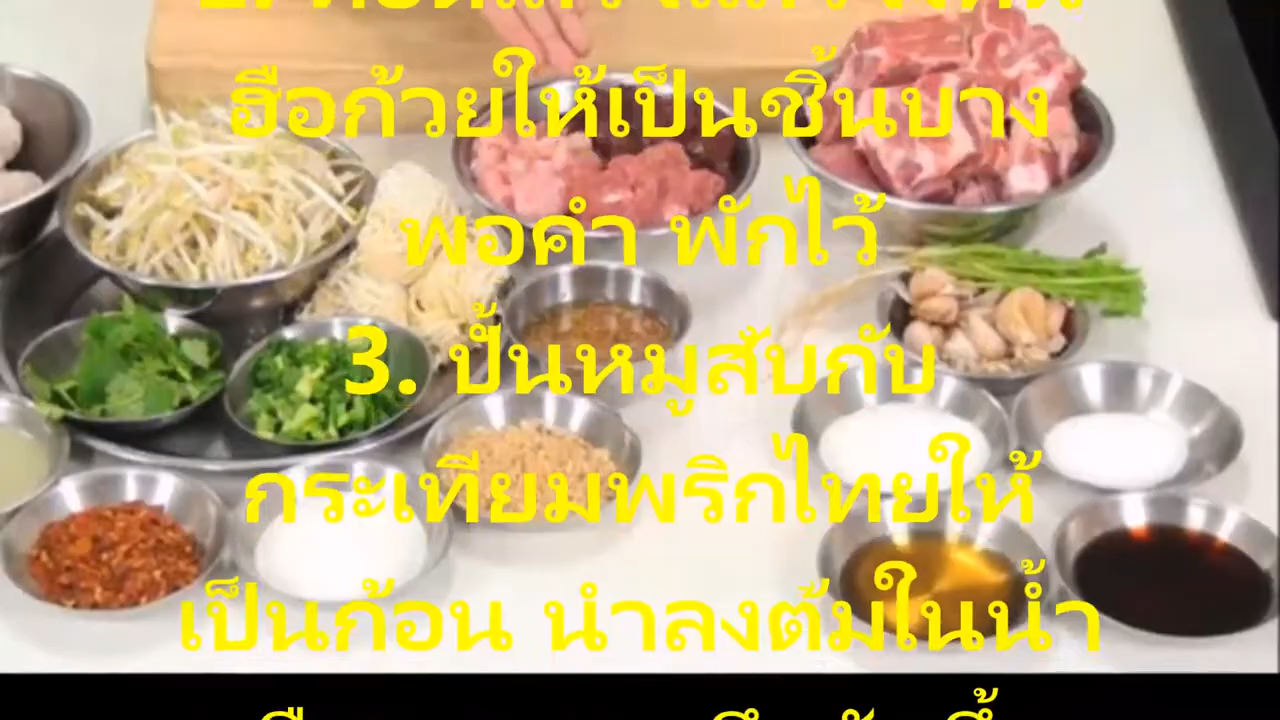 ฮือก้วยให้เป็นชิ้นบาง
พอคำ พักไว้
3. ปั้นหมูสับกับ
กระเทียมพริกไทยให้
เป็นก้อน นำลงต้มในน้ำ